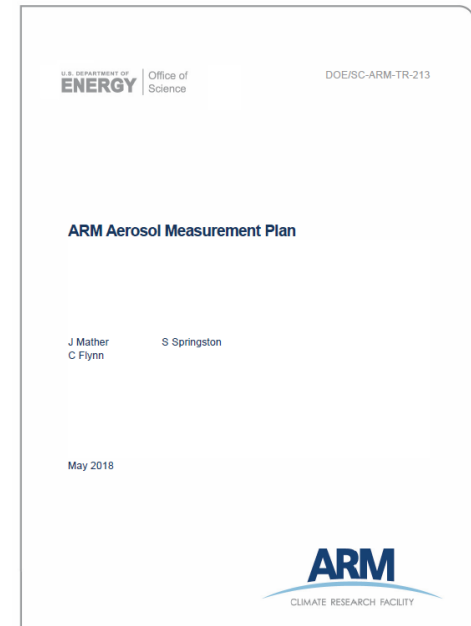 U.S. DEPARTMENT OF
ENERGY
Office of
Science
DOE/SC-ARM-TR-213
ARM Aerosol Measurement Plan
J Mather S Springston
C Flynn
May 2018
ARM
CLIMATE RESEARCH FACILITY